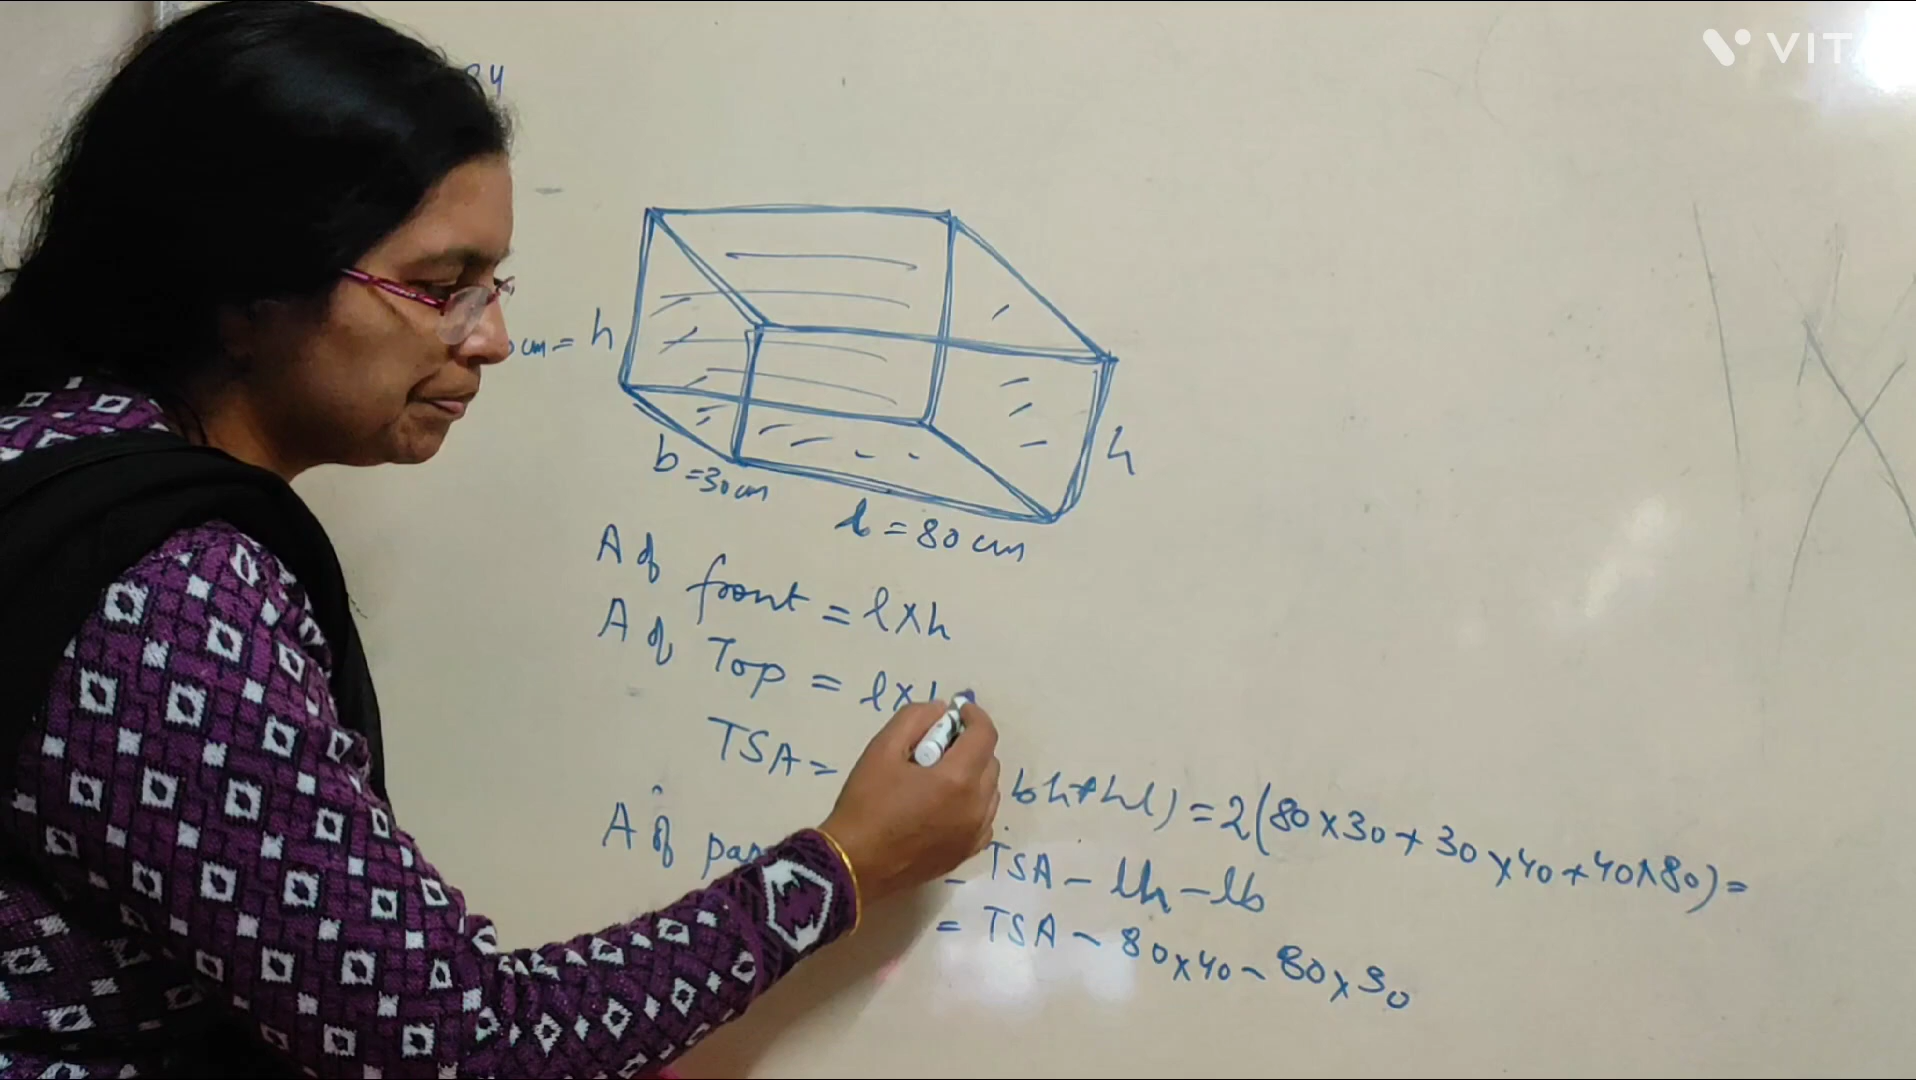 VIT
24
cm = h
h
b = 30 cm
l = 80 cm
A of front = l×h
A of Top = l×
TSA = bh+hl) = 2(80×30+30×40+40×80) =
A of
= TSA - lh - lb
= TSA - 80×40 - 80×30